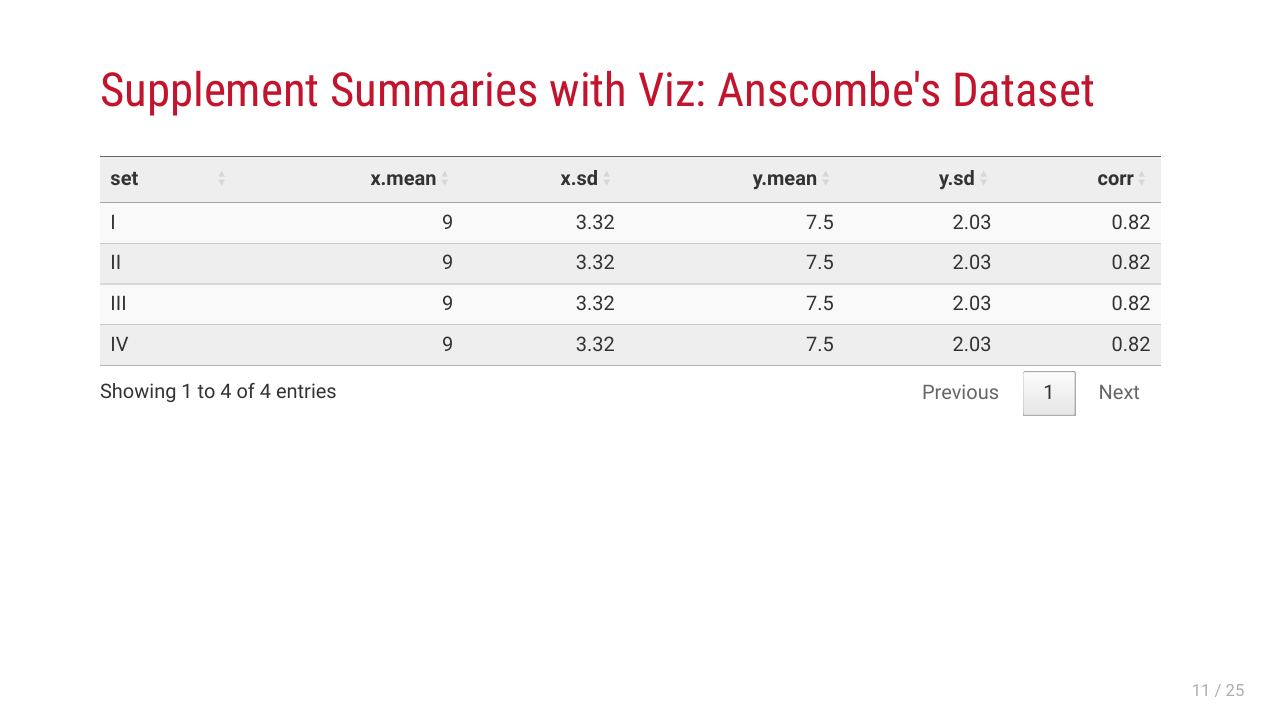 Supplement Summaries with Viz: Anscombe's Dataset
set x.mean x.sd y.mean y.sd corr
I 9 3.32 7.5 2.03 0.82
II 9 3.32 7.5 2.03 0.82
III 9 3.32 7.5 2.03 0.82
IV 9 3.32 7.5 2.03 0.82
Showing 1 to 4 of 4 entries Previous 1 Next
11 / 25